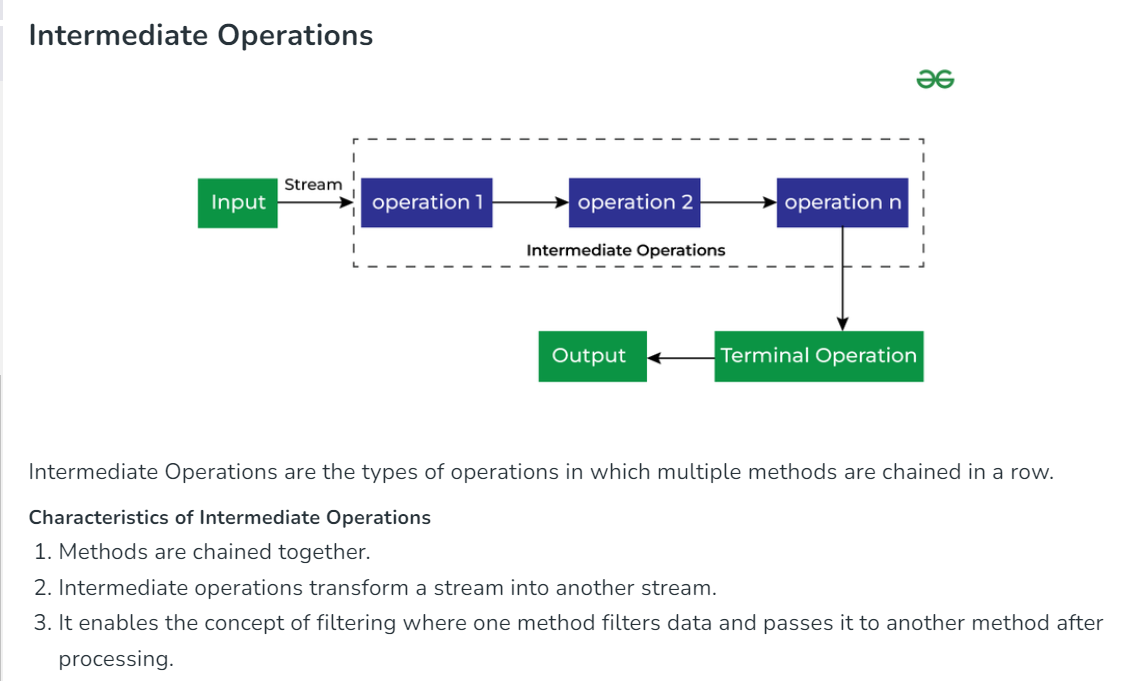 Intermediate Operations
Input
Stream
operation 1
operation 2
operation n
Intermediate Operations
Output
Terminal Operation
Intermediate Operations are the types of operations in which multiple methods are chained in a row.
Characteristics of Intermediate Operations
1. Methods are chained together.
2. Intermediate operations transform a stream into another stream.
3. It enables the concept of filtering where one method filters data and passes it to another method after
processing.